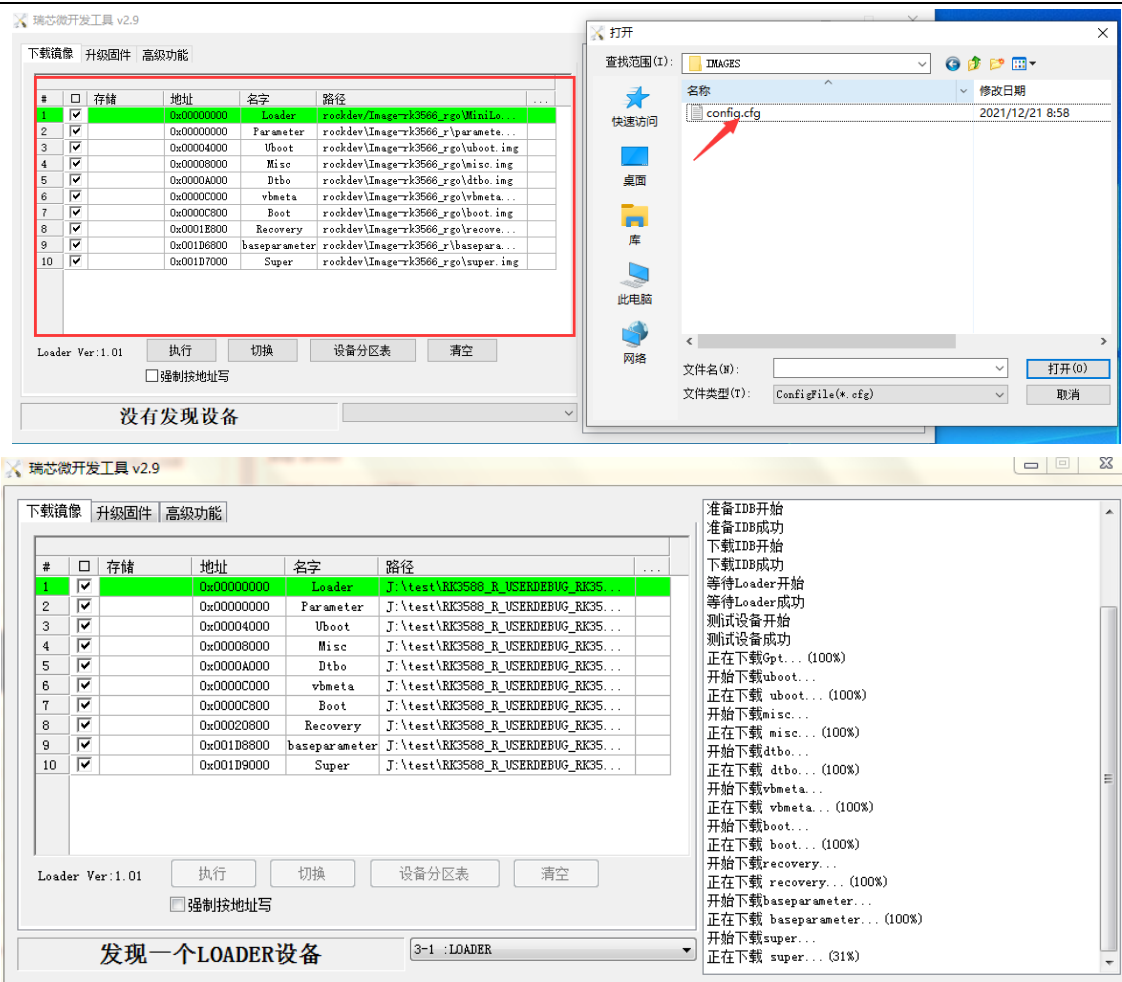 瑞芯微开发工具 v2.9
下载镜像 升级固件 高级功能
# 存储 地址 名字 路径 ...
1 0x00000000 Loader rockdev/Image-rk3566_rgo\MiniLo...
2 0x00000000 Parameter rockdev\Image-rk3566_r\paramete...
3 0x00004000 Uboot rockdev\Image-rk3566_rgo\uboot.img
4 0x00008000 Misc rockdev\Image-rk3566_rgo\misc.img
5 0x0000A000 Dtbo rockdev\Image-rk3566_rgo\dtbo.img
6 0x0000C000 vbmeta rockdev\Image-rk3566_rgo\vbmeta...
7 0x0000C800 Boot rockdev\Image-rk3566_rgo\boot.img
8 0x0001E800 Recovery rockdev\Image-rk3566_rgo\recove...
9 0x001D6800 baseparameter rockdev\Image-rk3566_r\basepara...
10 0x001D7000 Super rockdev\Image-rk3566_rgo\super.img
Loader Ver:1.01 执行 切换 设备分区表 清空
强制按地址写
没有发现设备
打开
查找范围(I): IMAGES
名称 修改日期
config.cfg 2021/12/21 8:58
快速访问
桌面
库
此电脑
网络
文件名(N): 打开(O)
文件类型(T): ConfigFile(*.cfg) 取消
瑞芯微开发工具 v2.9
下载镜像 升级固件 高级功能
# 存储 地址 名字 路径 ...
1 0x00000000 Loader J:\test\RK3588_R_USERDEBUG_RK35...
2 0x00000000 Parameter J:\test\RK3588_R_USERDEBUG_RK35...
3 0x00004000 Uboot J:\test\RK3588_R_USERDEBUG_RK35...
4 0x00008000 Misc J:\test\RK3588_R_USERDEBUG_RK35...
5 0x0000A000 Dtbo J:\test\RK3588_R_USERDEBUG_RK35...
6 0x0000C000 vbmeta J:\test\RK3588_R_USERDEBUG_RK35...
7 0x0000C800 Boot J:\test\RK3588_R_USERDEBUG_RK35...
8 0x00020800 Recovery J:\test\RK3588_R_USERDEBUG_RK35...
9 0x001D8800 baseparameter J:\test\RK3588_R_USERDEBUG_RK35...
10 0x001D9000 Super J:\test\RK3588_R_USERDEBUG_RK35...
Loader Ver:1.01 执行 切换 设备分区表 清空
强制按地址写
发现一个LOADER设备 3-1 :LOADER
准备IDB开始
准备IDB成功
下载IDB开始
下载IDB成功
等待Loader开始
等待Loader成功
测试设备开始
测试设备成功
正在下载Gpt...(100%)
开始下载uboot...
正在下载 uboot...(100%)
开始下载misc...
正在下载 misc...(100%)
开始下载dtbo...
正在下载 dtbo...(100%)
开始下载vbmeta...
正在下载 vbmeta...(100%)
开始下载boot...
正在下载 boot...(100%)
开始下载recovery...
正在下载 recovery...(100%)
开始下载baseparameter...
正在下载 baseparameter...(100%)
开始下载super...
正在下载 super...(31%)